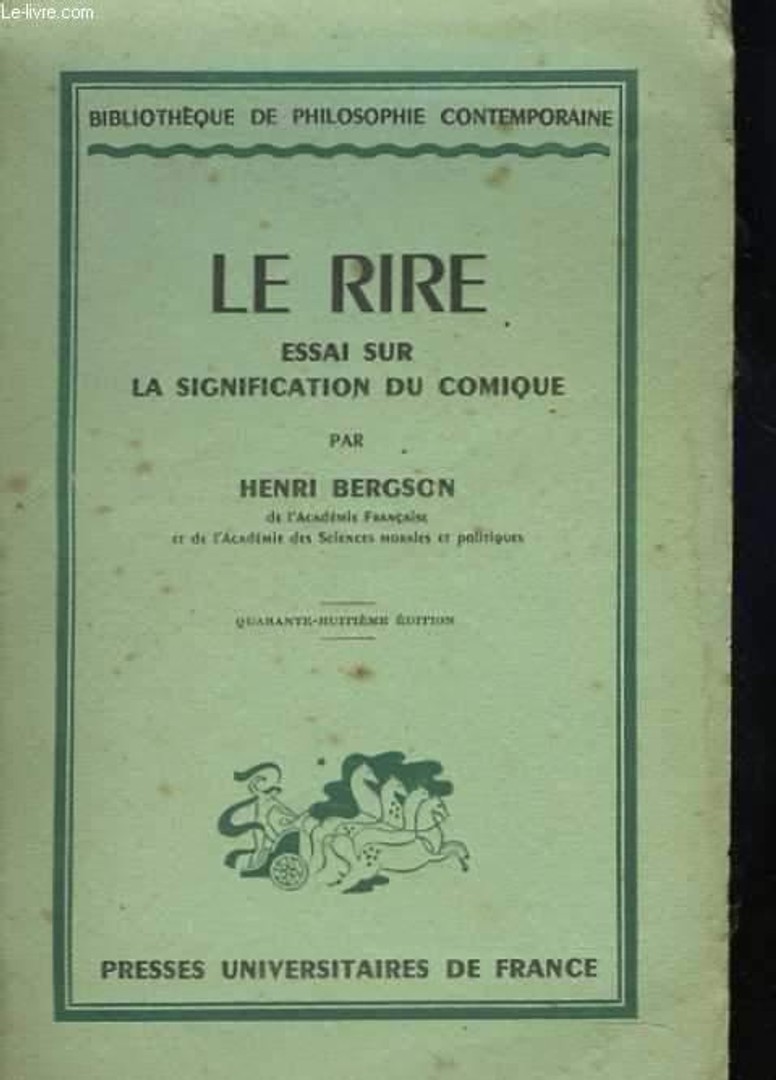 Le-livre.com
BIBLIOTHÈQUE DE PHILOSOPHIE CONTEMPORAINE
LE RIRE
ESSAI SUR
LA SIGNIFICATION DU COMIQUE
PAR
HENRI BERGSON
de l'Académie Française
et de l'Académie des Sciences morales et politiques
QUARANTE-HUITIÈME ÉDITION
PRESSES UNIVERSITAIRES DE FRANCE